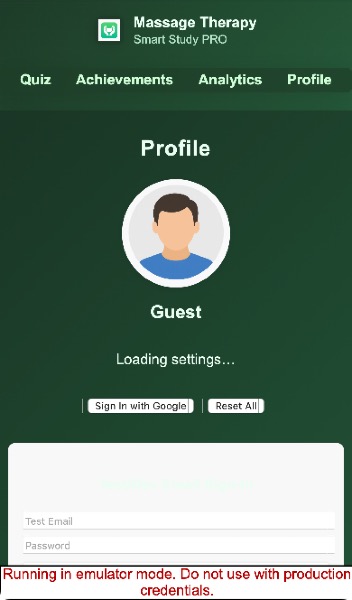 Massage Therapy
Smart Study PRO
Quiz Achievements Analytics Profile
Profile
Guest
Loading settings...
Sign In with Google Reset All
Test Email
Password
Running in emulator mode. Do not use with production
credentials.